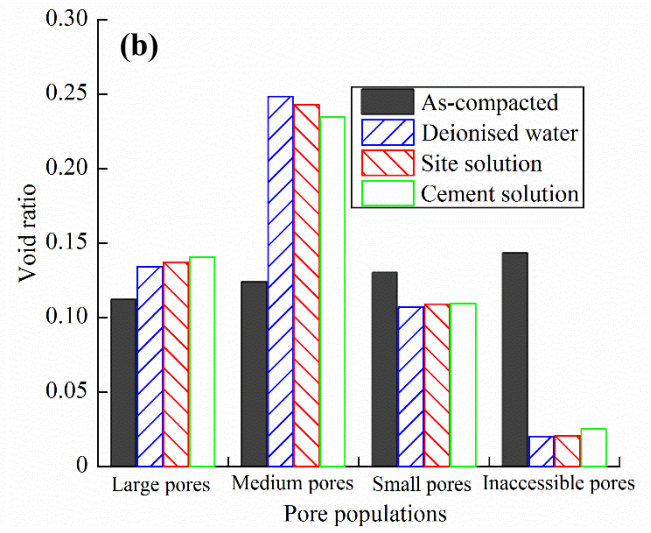 (b)
0.30
0.25
0.20
0.15
0.10
0.05
0
Void ratio
As-compacted
Deionised water
Site solution
Cement solution
Large pores Medium pores Small pores Inaccessible pores
Pore populations